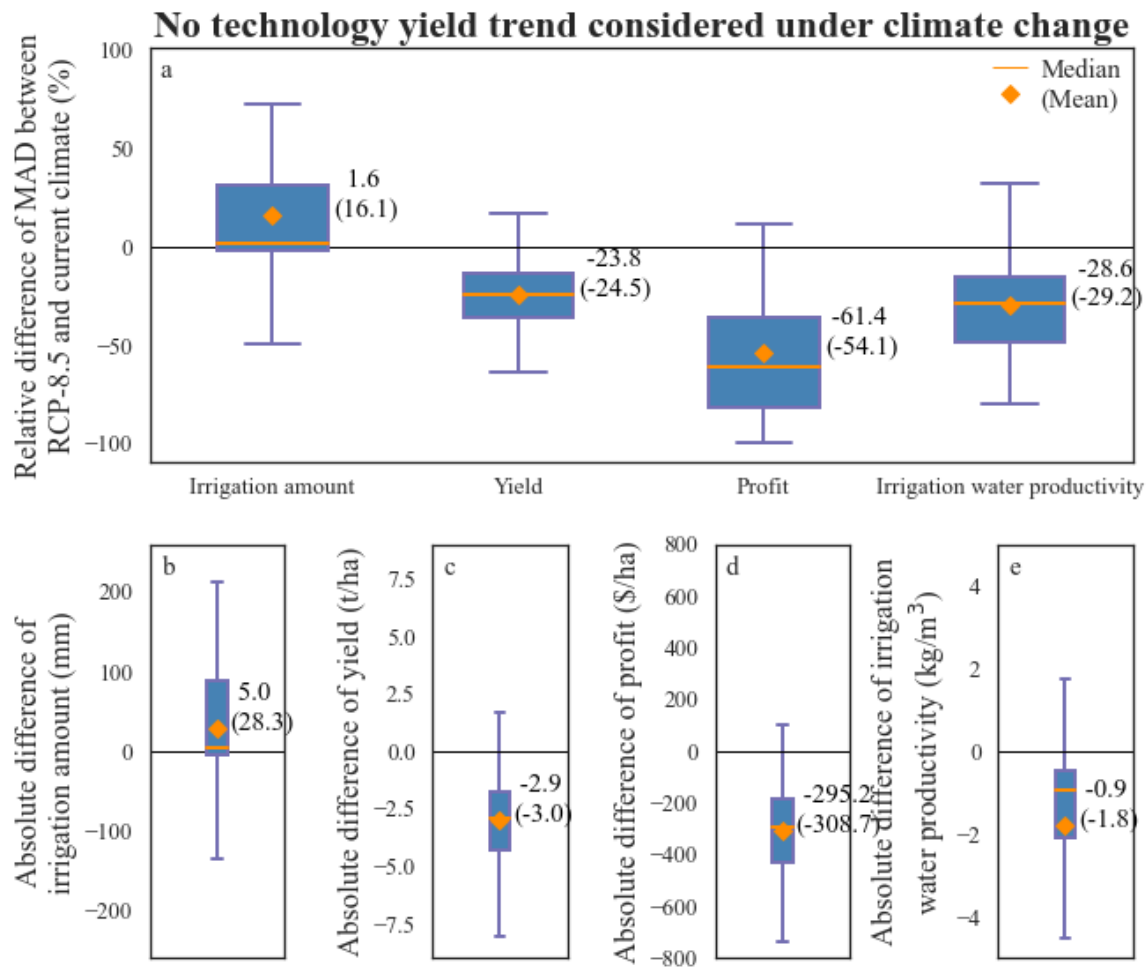 No technology yield trend considered under climate change
Relative difference of MAD between
RCP-8.5 and current climate (%)
100
50
0
−50
−100
a
Median
(Mean)
1.6
(16.1)
-23.8
(-24.5)
-61.4
(-54.1)
-28.6
(-29.2)
Irrigation amount
Yield
Profit
Irrigation water productivity
Absolute difference of
irrigation amount (mm)
200
100
0
−100
−200
b
5.0
(28.3)
Absolute difference of yield (t/ha)
7.5
5.0
2.5
0.0
−2.5
−5.0
−7.5
c
-2.9
(-3.0)
Absolute difference of profit ($/ha)
800
600
400
200
0
−200
−400
−600
−800
d
-295.2
(-308.7)
Absolute difference of irrigation
water productivity (kg/m³)
4
2
0
−2
−4
e
-0.9
(-1.8)